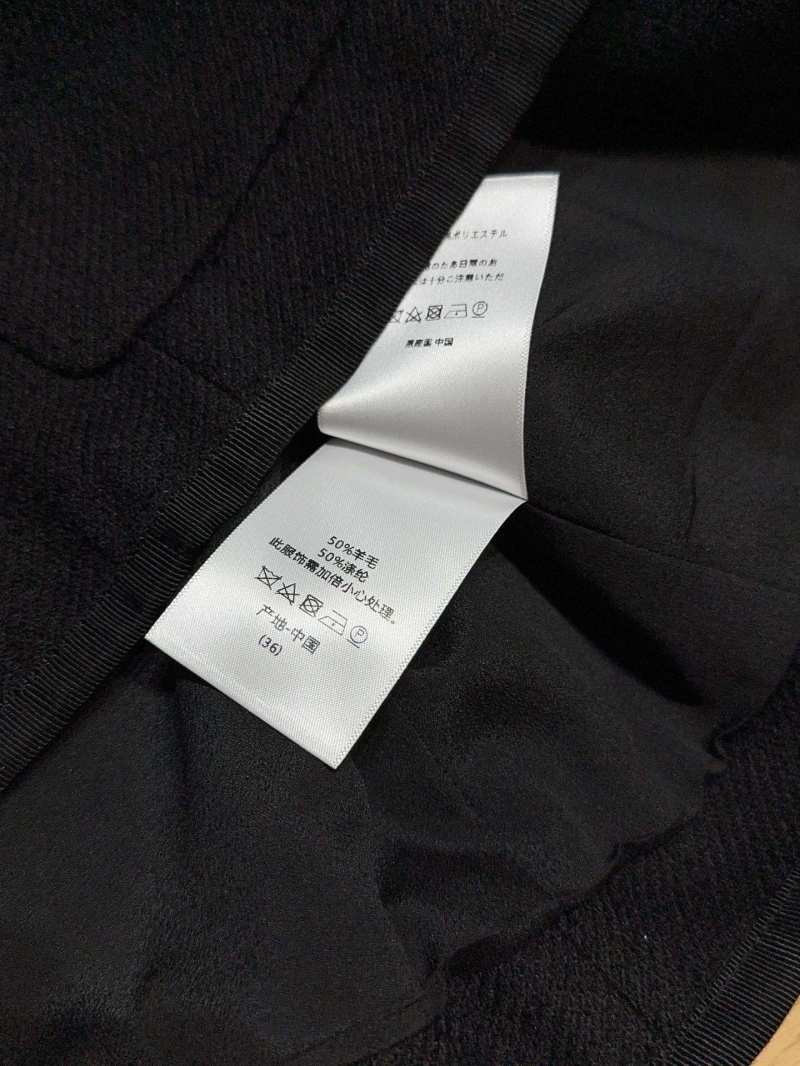 ポリエステル
のため日陰の糸
は十分ご注意いただ
P
原産国 中国
50%羊毛
50%涤纶
此服饰需加倍小心处理。
P
产地-中国
(36)